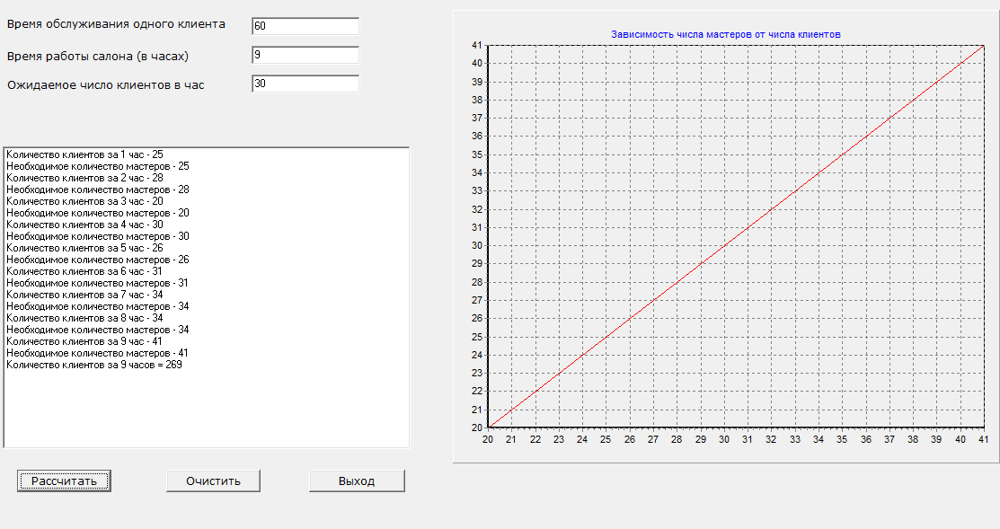 Время обслуживания одного клиента
60
Время работы салона (в часах)
9
Ожидаемое число клиентов в час
30
Количество клиентов за 1 час - 25
Необходимое количество мастеров - 25
Количество клиентов за 2 час - 28
Необходимое количество мастеров - 28
Количество клиентов за 3 час - 20
Необходимое количество мастеров - 20
Количество клиентов за 4 час - 30
Необходимое количество мастеров - 30
Количество клиентов за 5 час - 26
Необходимое количество мастеров - 26
Количество клиентов за 6 час - 31
Необходимое количество мастеров - 31
Количество клиентов за 7 час - 34
Необходимое количество мастеров - 34
Количество клиентов за 8 час - 34
Необходимое количество мастеров - 34
Количество клиентов за 9 час - 41
Необходимое количество мастеров - 41
Количество клиентов за 9 часов = 269
Рассчитать
Очистить
Выход
Зависимость числа мастеров от числа клиентов
41
40
39
38
37
36
35
34
33
32
31
30
29
28
27
26
25
24
23
22
21
20
20 21 22 23 24 25 26 27 28 29 30 31 32 33 34 35 36 37 38 39 40 41